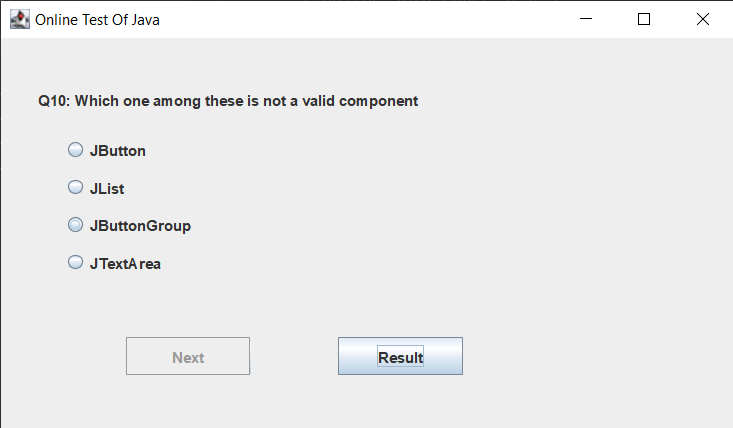 Online Test Of Java
Q10: Which one among these is not a valid component
JButton
JList
JButtonGroup
JTextArea
Next
Result